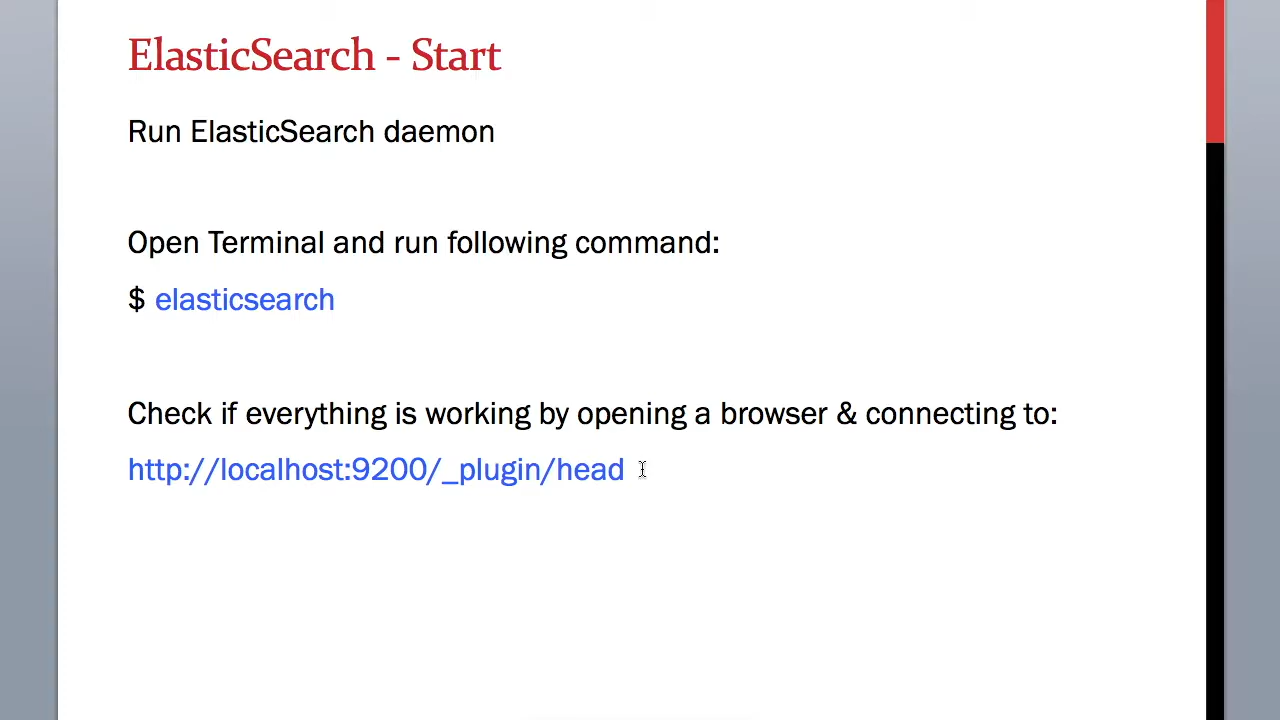 ElasticSearch - Start
Run ElasticSearch daemon
Open Terminal and run following command:
$ elasticsearch
Check if everything is working by opening a browser & connecting to:
http://localhost:9200/_plugin/head